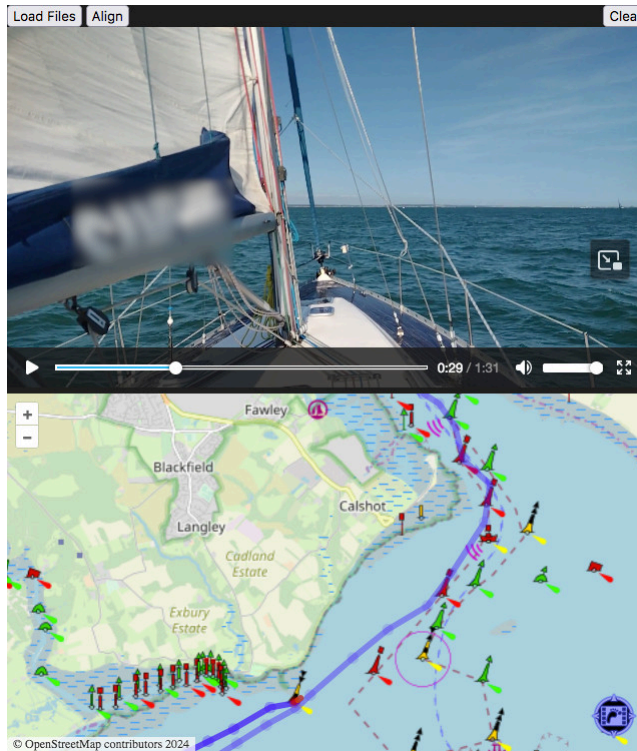 Load Files Align Clea
0:29 / 1:31
+
−
Fawley
Blackfield
Calshot
Langley
Cadland
Estate
Exbury
Estate
© OpenStreetMap contributors 2024